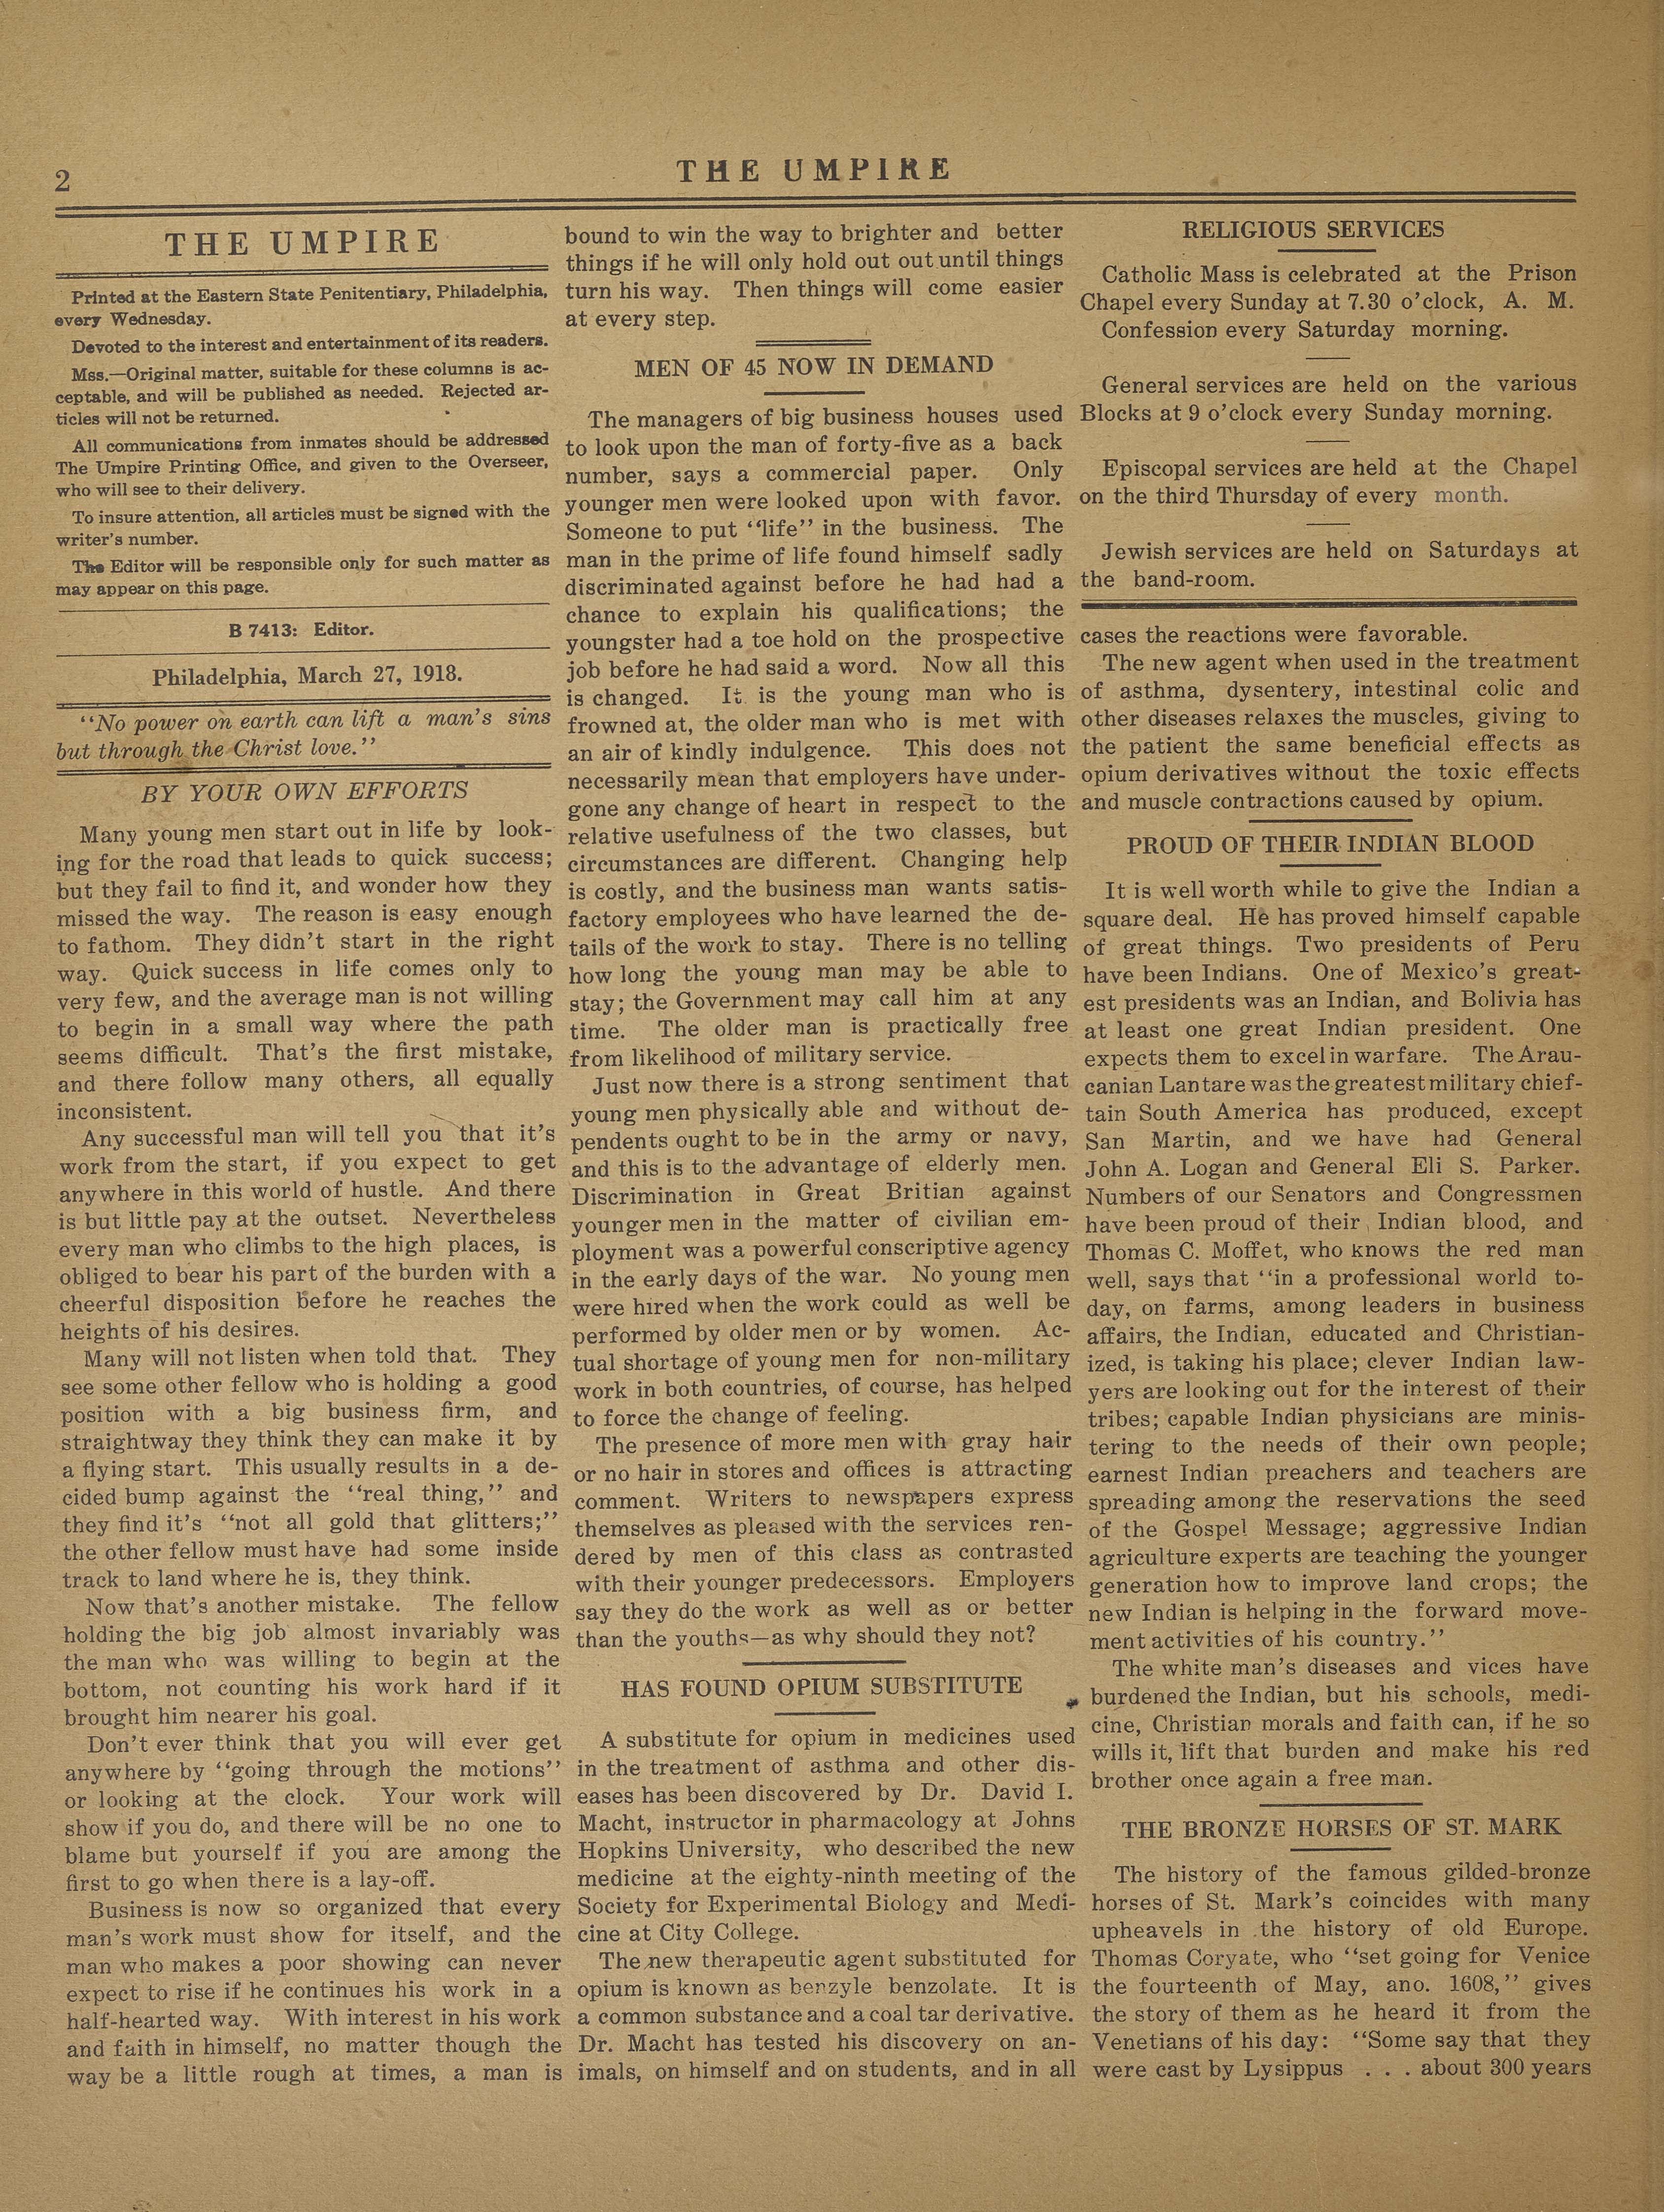 2
THE UMPIRE
THE UMPIRE
Printed at the Eastern State Penitentiary, Philadelphia,
every Wednesday.
Devoted to the interest and entertainment of its readers.
Mss.—Original matter, suitable for these columns is ac-
ceptable, and will be published as needed. Rejected ar-
ticles will not be returned.
All communications from inmates should be addressed
The Umpire Printing Office, and given to the Overseer,
who will see to their delivery.
To insure attention, all articles must be signed with the
writer's number.
The Editor will be responsible only for such matter as
may appear on this page.
B 7413: Editor.
Philadelphia, March 27, 1918.
"No power on earth can lift a man's sins
but through the Christ love."
BY YOUR OWN EFFORTS
Many young men start out in life by look-
ing for the road that leads to quick success;
but they fail to find it, and wonder how they
missed the way. The reason is easy enough
to fathom. They didn't start in the right
way. Quick success in life comes only to
very few, and the average man is not willing
to begin in a small way where the path
seems difficult. That's the first mistake,
and there follow many others, all equally
inconsistent.
Any successful man will tell you that it's
work from the start, if you expect to get
anywhere in this world of hustle. And there
is but little pay at the outset. Nevertheless
every man who climbs to the high places, is
obliged to bear his part of the burden with a
cheerful disposition before he reaches the
heights of his desires.
Many will not listen when told that. They
see some other fellow who is holding a good
position with a big business firm, and
straightway they think they can make it by
a flying start. This usually results in a de-
cided bump against the "real thing," and
they find it's "not all gold that glitters;"
the other fellow must have had some inside
track to land where he is, they think.
Now that's another mistake. The fellow
holding the big job almost invariably was
the man who was willing to begin at the
bottom, not counting his work hard if it
brought him nearer his goal.
Don't ever think that you will ever get
anywhere by "going through the motions"
or looking at the clock. Your work will
show if you do, and there will be no one to
blame but yourself if you are among the
first to go when there is a lay-off.
Business is now so organized that every
man's work must show for itself, and the
man who makes a poor showing can never
expect to rise if he continues his work in a
half-hearted way. With interest in his work
and faith in himself, no matter though the
way be a little rough at times, a man is
bound to win the way to brighter and better
things if he will only hold out out until things
turn his way. Then things will come easier
at every step.
MEN OF 45 NOW IN DEMAND
The managers of big business houses used
to look upon the man of forty-five as a back
number, says a commercial paper. Only
younger men were looked upon with favor.
Someone to put "life" in the business. The
man in the prime of life found himself sadly
discriminated against before he had had a
chance to explain his qualifications; the
youngster had a toe hold on the prospective
job before he had said a word. Now all this
is changed. It is the young man who is
frowned at, the older man who is met with
an air of kindly indulgence. This does not
necessarily mean that employers have under-
gone any change of heart in respect to the
relative usefulness of the two classes, but
circumstances are different. Changing help
is costly, and the business man wants satis-
factory employees who have learned the de-
tails of the work to stay. There is no telling
how long the young man may be able to
stay; the Government may call him at any
time. The older man is practically free
from likelihood of military service.
Just now there is a strong sentiment that
young men physically able and without de-
pendents ought to be in the army or navy,
and this is to the advantage of elderly men.
Discrimination in Great Britian against
younger men in the matter of civilian em-
ployment was a powerful conscriptive agency
in the early days of the war. No young men
were hired when the work could as well be
performed by older men or by women. Ac-
tual shortage of young men for non-military
work in both countries, of course, has helped
to force the change of feeling.
The presence of more men with gray hair
or no hair in stores and offices is attracting
comment. Writers to newspapers express
themselves as pleased with the services ren-
dered by men of this class as contrasted
with their younger predecessors. Employers
say they do the work as well as or better
than the youths—as why should they not?
HAS FOUND OPIUM SUBSTITUTE
A substitute for opium in medicines used
in the treatment of asthma and other dis-
eases has been discovered by Dr. David I.
Macht, instructor in pharmacology at Johns
Hopkins University, who described the new
medicine at the eighty-ninth meeting of the
Society for Experimental Biology and Medi-
cine at City College.
The new therapeutic agent substituted for
opium is known as benzyle benzolate. It is
a common substance and a coal tar derivative.
Dr. Macht has tested his discovery on an-
imals, on himself and on students, and in all
RELIGIOUS SERVICES
Catholic Mass is celebrated at the Prison
Chapel every Sunday at 7.30 o'clock, A. M.
Confession every Saturday morning.
General services are held on the various
Blocks at 9 o'clock every Sunday morning.
Episcopal services are held at the Chapel
on the third Thursday of every month.
Jewish services are held on Saturdays at
the band-room.
cases the reactions were favorable.
The new agent when used in the treatment
of asthma, dysentery, intestinal colic and
other diseases relaxes the muscles, giving to
the patient the same beneficial effects as
opium derivatives without the toxic effects
and muscle contractions caused by opium.
PROUD OF THEIR INDIAN BLOOD
It is well worth while to give the Indian a
square deal. He has proved himself capable
of great things. Two presidents of Peru
have been Indians. One of Mexico's great-
est presidents was an Indian, and Bolivia has
at least one great Indian president. One
expects them to excel in warfare. The Arau-
canian Lantare was the greatest military chief-
tain South America has produced, except
San Martin, and we have had General
John A. Logan and General Eli S. Parker.
Numbers of our Senators and Congressmen
have been proud of their Indian blood, and
Thomas C. Moffet, who knows the red man
well, says that "in a professional world to-
day, on farms, among leaders in business
affairs, the Indian, educated and Christian-
ized, is taking his place; clever Indian law-
yers are looking out for the interest of their
tribes; capable Indian physicians are minis-
tering to the needs of their own people;
earnest Indian preachers and teachers are
spreading among the reservations the seed
of the Gospel Message; aggressive Indian
agriculture experts are teaching the younger
generation how to improve land crops; the
new Indian is helping in the forward move-
ment activities of his country."
The white man's diseases and vices have
burdened the Indian, but his schools, medi-
cine, Christian morals and faith can, if he so
wills it, lift that burden and make his red
brother once again a free man.
THE BRONZE HORSES OF ST. MARK
The history of the famous gilded-bronze
horses of St. Mark's coincides with many
upheavels in the history of old Europe.
Thomas Coryate, who "set going for Venice
the fourteenth of May, ano. 1608," gives
the story of them as he heard it from the
Venetians of his day: "Some say that they
were cast by Lysippus . . . about 300 years